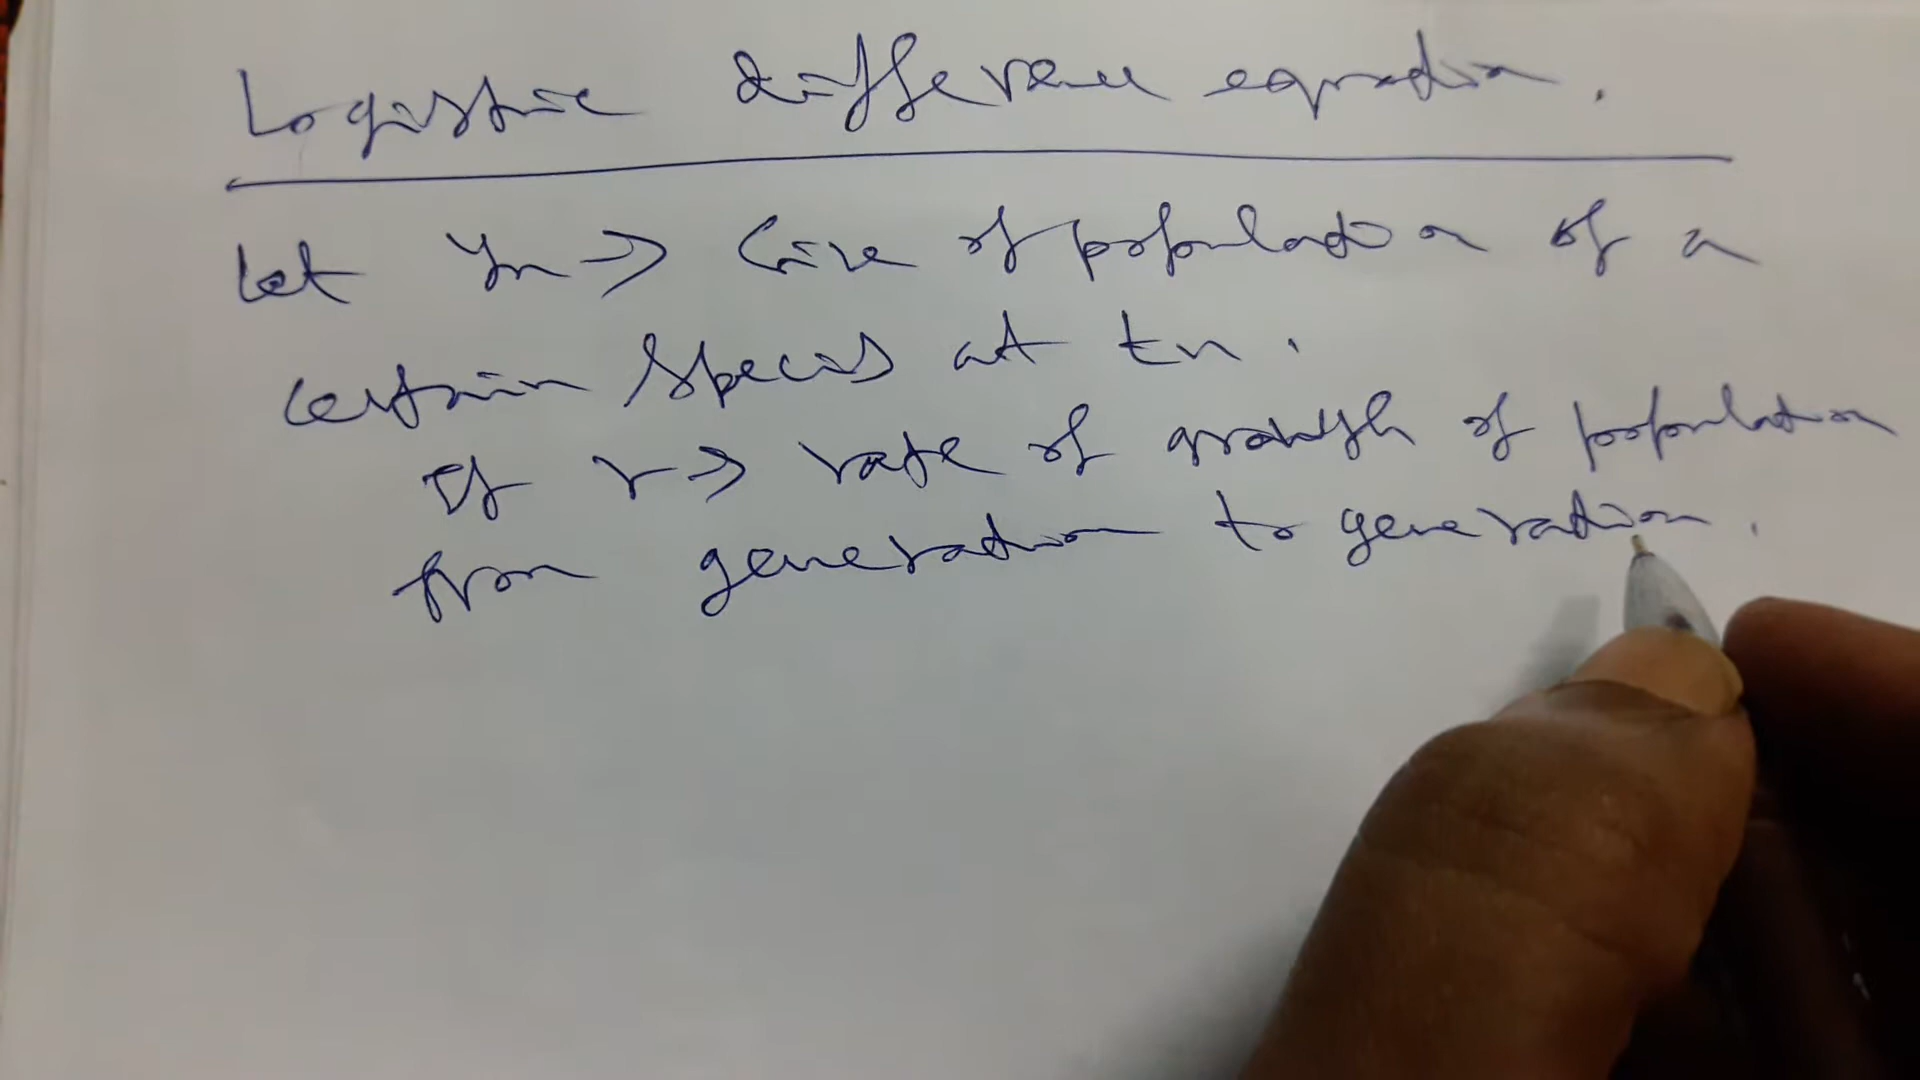 Logistic difference equation.
Let yn => Size of population of a
certain species at tn.
If r -> rate of growth of population
from generation to generation.